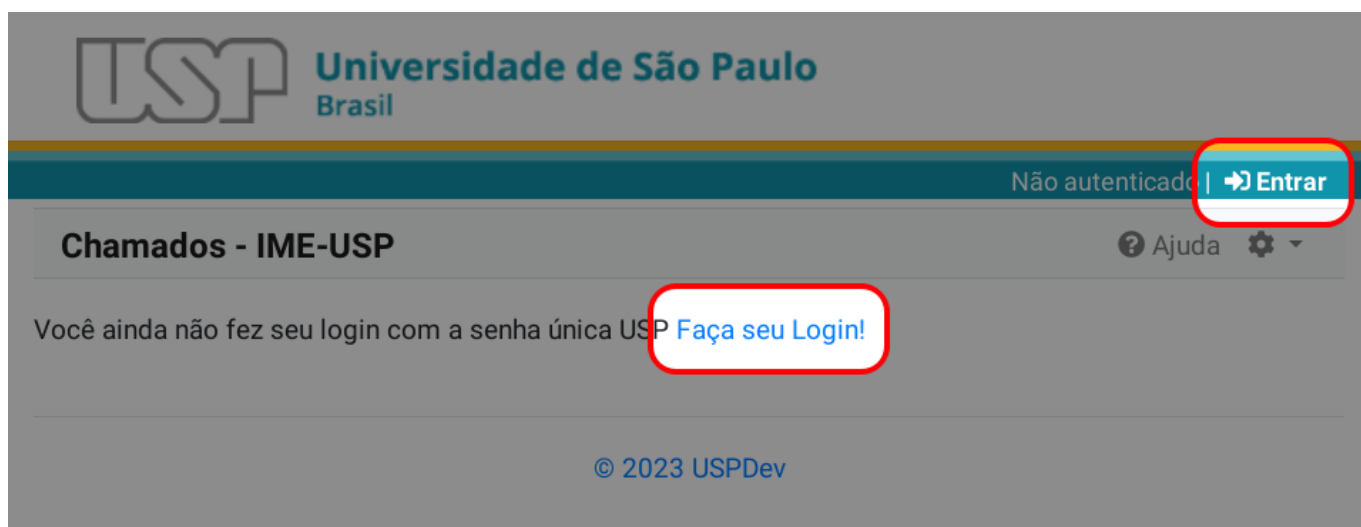 USP
Universidade de São Paulo
Brasil
Não autenticado | Entrar
Chamados - IME-USP
Ajuda
Você ainda não fez seu login com a senha única USP Faça seu Login!
© 2023 USPDev